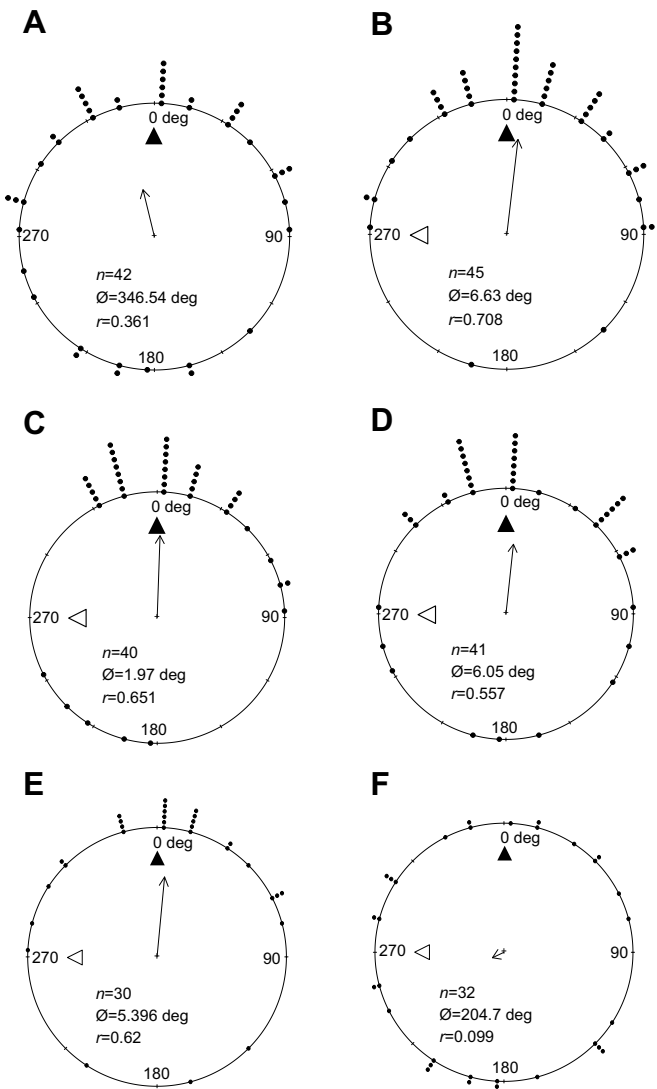 A
0 deg
270
90
n=42
Ø=346.54 deg
r=0.361
180
B
0 deg
270
90
n=45
Ø=6.63 deg
r=0.708
180
C
0 deg
270
90
n=40
Ø=1.97 deg
r=0.651
180
D
0 deg
270
90
n=41
Ø=6.05 deg
r=0.557
180
E
0 deg
270
90
n=30
Ø=5.396 deg
r=0.62
180
F
0 deg
270
90
n=32
Ø=204.7 deg
r=0.099
180